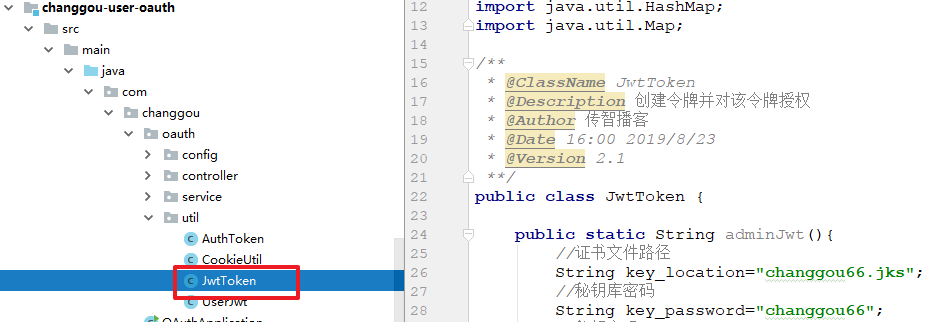 changgou-user-oauth
src
main
java
com
changgou
oauth
config
controller
service
util
AuthToken
CookieUtil
JwtToken
UserJwt
12 import java.util.HashMap;
13 import java.util.Map;
14
15 /**
16 * @ClassName JwtToken
17 * @Description 创建令牌并对该令牌授权
18 * @Author 传智播客
19 * @Date 16:00 2019/8/23
20 * @Version 2.1
21 **/
22 public class JwtToken {
23
24 public static String adminJwt(){
25 //证书文件路径
26 String key_location="changgou66.jks";
27 //秘钥库密码
28 String key_password="changgou66";